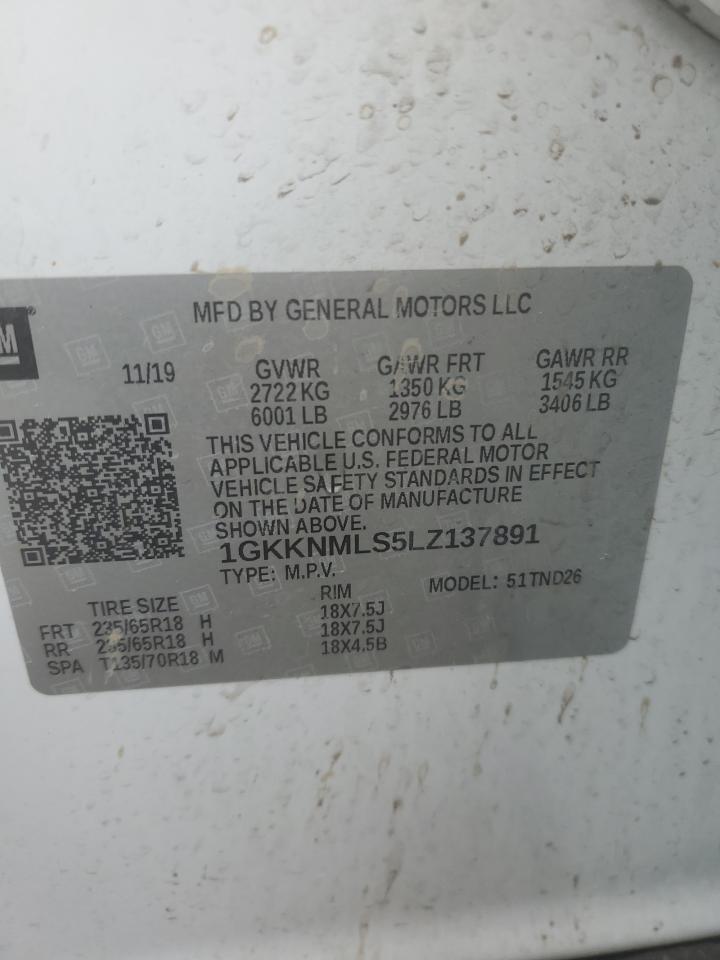 GM
MFD BY GENERAL MOTORS LLC
11/19 GVWR GAWR FRT GAWR RR
2722 KG 1350 KG 1545 KG
6001 LB 2976 LB 3406 LB
THIS VEHICLE CONFORMS TO ALL
APPLICABLE U.S. FEDERAL MOTOR
VEHICLE SAFETY STANDARDS IN EFFECT
ON THE DATE OF MANUFACTURE
SHOWN ABOVE.
1GKKNMLS5LZ137891
TYPE: M.P.V. MODEL: 51TND26
TIRE SIZE RIM
FRT 235/65R18 H 18X7.5J
RR 235/65R18 H 18X7.5J
SPA T135/70R18 M 18X4.5B